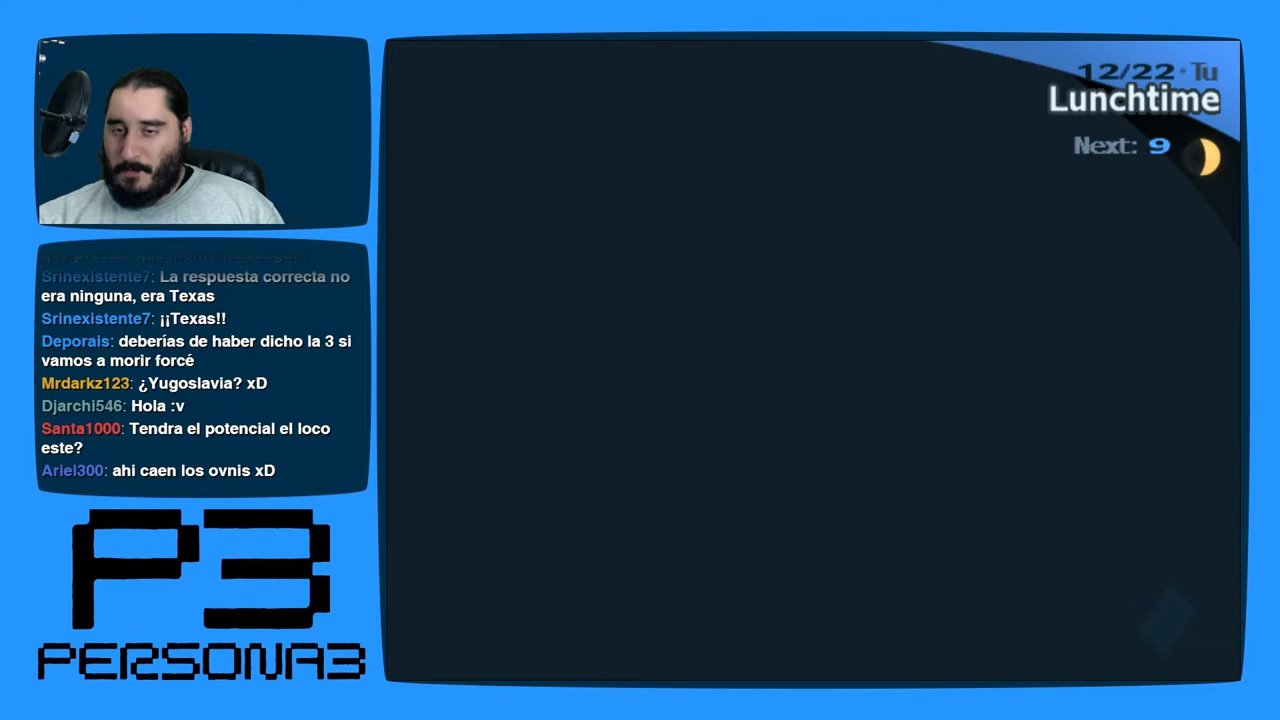 12/22 · Tu
Lunchtime
Next: 9
Srinexistente7: La respuesta correcta no
era ninguna, era Texas
Srinexistente7: ¡¡Texas!!
Deporais: deberías de haber dicho la 3 si
vamos a morir forcé
Mrdarkz123: ¿Yugoslavia? xD
Djarchi546: Hola :v
Santa1000: Tendra el potencial el loco
este?
Ariel300: ahi caen los ovnis xD
P3
PERSONA3